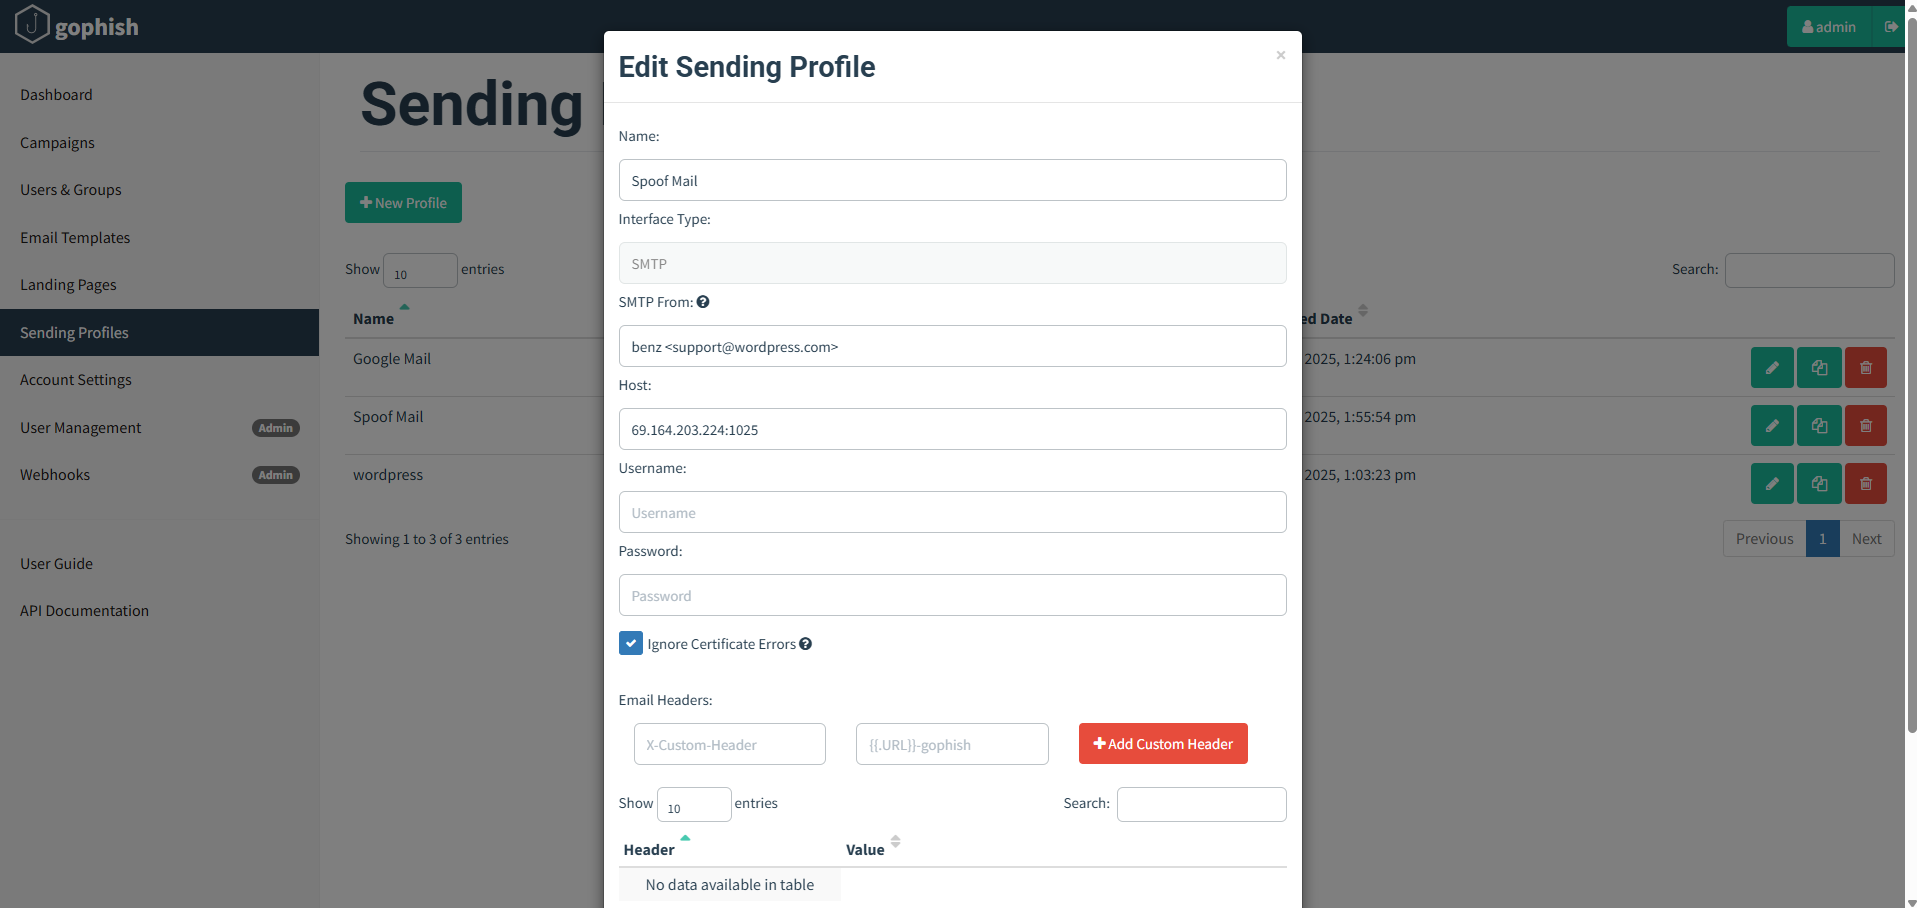 gophish
admin
Dashboard
Campaigns
Users & Groups
Email Templates
Landing Pages
Sending Profiles
Account Settings
User Management Admin
Webhooks Admin
User Guide
API Documentation
Sending
New Profile
Show 10 entries
Search:
Name
ed Date
Google Mail
2025, 1:24:06 pm
Spoof Mail
2025, 1:55:54 pm
wordpress
2025, 1:03:23 pm
Showing 1 to 3 of 3 entries
Previous 1 Next
Edit Sending Profile
×
Name:
Spoof Mail
Interface Type:
SMTP
SMTP From:
benz <support@wordpress.com>
Host:
69.164.203.224:1025
Username:
Username
Password:
Password
Ignore Certificate Errors
Email Headers:
X-Custom-Header
{{.URL}}-gophish
Add Custom Header
Show 10 entries
Search:
Header Value
No data available in table